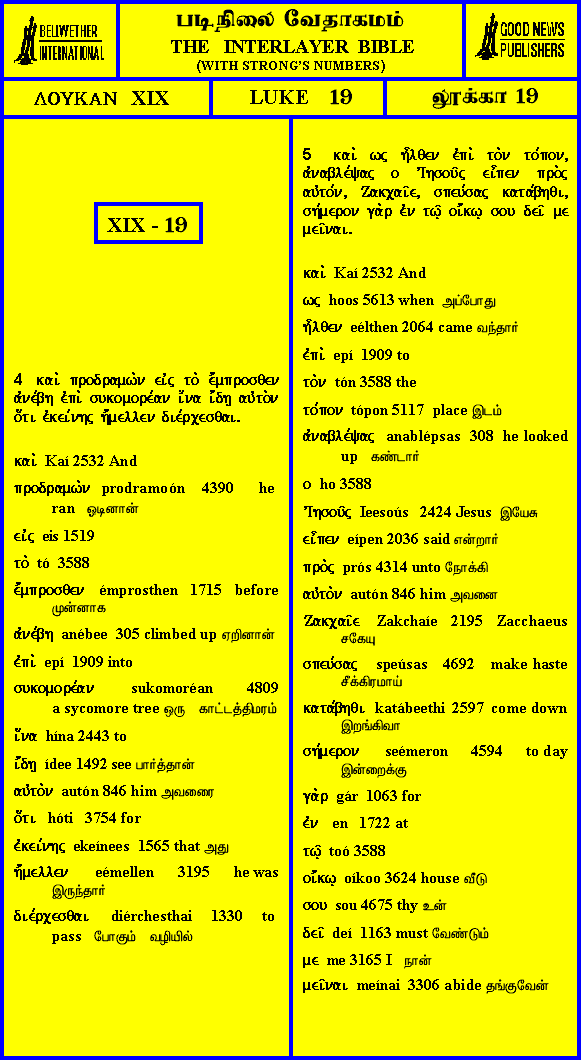 BELLWETHER
INTERNATIONAL
படிநிலை வேதாகமம்
THE INTERLAYER BIBLE
(WITH STRONG'S NUMBERS)
GOOD NEWS
PUBLISHERS
ΛΟΥΚΑΝ XIX
LUKE 19
லூக்கா 19
XIX - 19
4 καὶ προδραμὼν εἰς τὸ ἔμπροσθεν
ἀνέβη ἐπὶ συκομορέαν ἵνα ἴδῃ αὐτὸν
ὅτι ἐκείνης ἤμελλεν διέρχεσθαι.
καὶ Kaí 2532 And
προδραμὼν prodramoón 4390 he
ran ஓடினான்
εἰς eis 1519
τὸ tó 3588
ἔμπροσθεν émprosthen 1715 before
முன்னாக
ἀνέβη anébee 305 climbed up ஏறினான்
ἐπὶ epí 1909 into
συκομορέαν sukomoréan 4809
a sycomore tree ஒரு காட்டத்திமரம்
ἵνα hína 2443 to
ἴδῃ ídee 1492 see பார்த்தான்
αὐτὸν autón 846 him அவரை
ὅτι hóti 3754 for
ἐκείνης ekeínees 1565 that அது
ἤμελλεν eémellen 3195 he was
இருந்தார்
διέρχεσθαι diérchesthai 1330 to
pass போகும் வழியில்
5 καὶ ως ἦλθεν ἐπὶ τὸν τόπον,
ἀναβλέψας ο Ἰησοῦς εἶπεν πρὸς
αὐτόν, Ζακχαῖε, σπεύσας κατάβηθι,
σήμερον γὰρ ἐν τῷ οἴκῳ σου δεῖ με
μεῖναι.
καὶ Kaí 2532 And
ως hoos 5613 when அப்போது
ἦλθεν eélthen 2064 came வந்தார்
ἐπὶ epí 1909 to
τὸν tón 3588 the
τόπον tópon 5117 place இடம்
ἀναβλέψας anablépsas 308 he looked
up கண்டார்
ο ho 3588
Ἰησοῦς Ieesoús 2424 Jesus இயேசு
εἶπεν eípen 2036 said என்றார்
πρὸς prós 4314 unto நோக்கி
αὐτὸν autón 846 him அவனை
Ζακχαῖε Zakchaíe 2195 Zacchaeus
சகேயு
σπεύσας speúsas 4692 make haste
சீக்கிரமாய்
κατάβηθι katábeethi 2597 come down
இறங்கிவா
σήμερον seémeron 4594 to day
இன்றைக்கு
γὰρ gár 1063 for
ἐν en 1722 at
τῷ toó 3588
οἴκῳ oíkoo 3624 house வீடு
σου sou 4675 thy உன்
δεῖ deí 1163 must வேண்டும்
με me 3165 I நான்
μεῖναι meínai 3306 abide தங்குவேன்